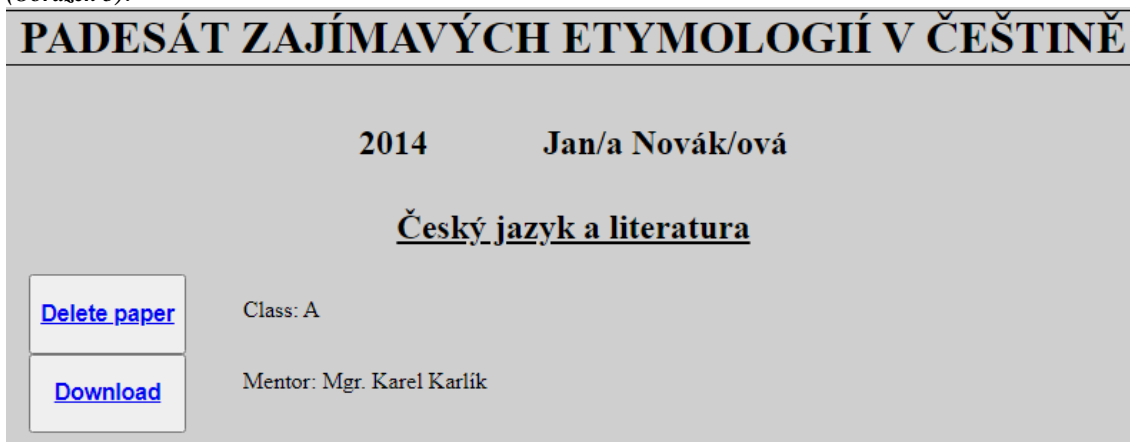 PADESÁT ZAJÍMAVÝCH ETYMOLOGIÍ V ČEŠTINĚ
2014 Jan/a Novák/ová
Český jazyk a literatura
Delete paper Class: A
Download Mentor: Mgr. Karel Karlík